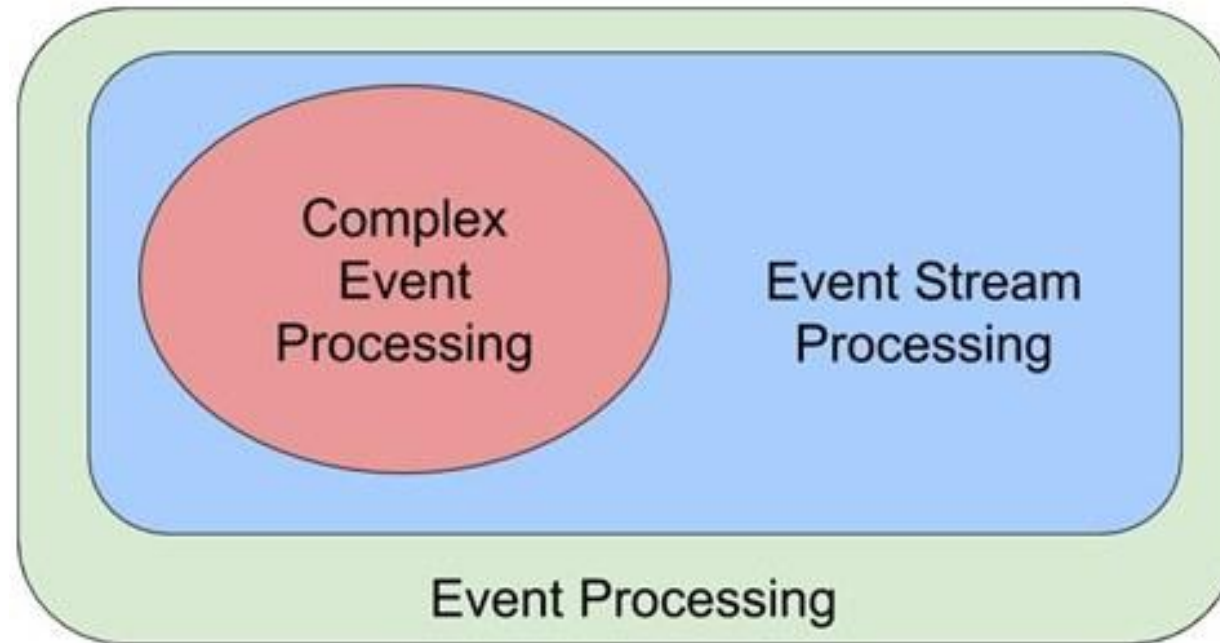 Complex
Event
Processing
Event Stream
Processing
Event Processing